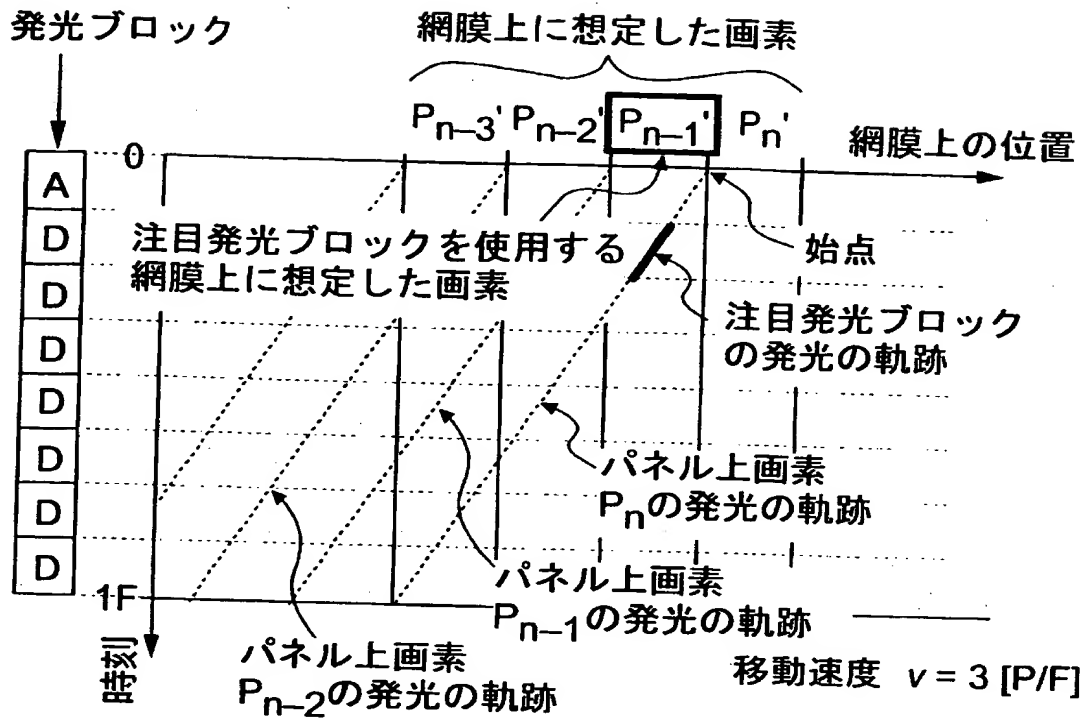 発光ブロック
網膜上に想定した画素
Pn–3' Pn–2' Pn–1' Pn'
網膜上の位置
0
A
D
D
D
D
D
D
D
注目発光ブロックを使用する
網膜上に想定した画素
始点
注目発光ブロック
の発光の軌跡
パネル上画素
Pnの発光の軌跡
パネル上画素
Pn–1の発光の軌跡
1F
時刻
パネル上画素
Pn–2の発光の軌跡
移動速度 v = 3 [P/F]